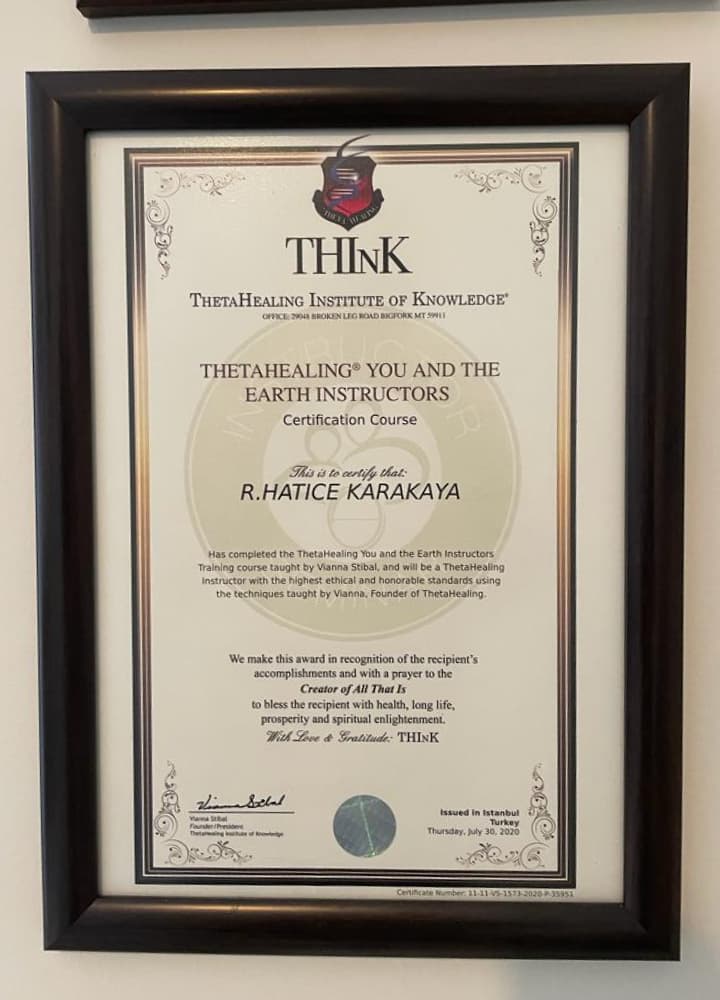 THETA HEALING
THInK
THETAHEALING INSTITUTE OF KNOWLEDGE®
OFFICE: 29048 BROKEN LEG ROAD BIGFORK MT 59911
INSTRUCTOR
THETAHEALING® YOU AND THE
EARTH INSTRUCTORS
Certification Course
This is to certify that:
R.HATICE KARAKAYA
Has completed the ThetaHealing You and the Earth Instructors
Training course taught by Vianna Stibal, and will be a ThetaHealing
Instructor with the highest ethical and honorable standards using
the techniques taught by Vianna, Founder of ThetaHealing.
We make this award in recognition of the recipient's
accomplishments and with a prayer to the
Creator of All That Is
to bless the recipient with health, long life,
prosperity and spiritual enlightenment.
With Love & Gratitude: THInK
Vianna Stibal
Vianna Stibal
Founder/President
ThetaHealing Institute of Knowledge
Issued in Istanbul
Turkey
Thursday, July 30, 2020
Certificate Number: 11-11-VS-1573-2020-P-35951